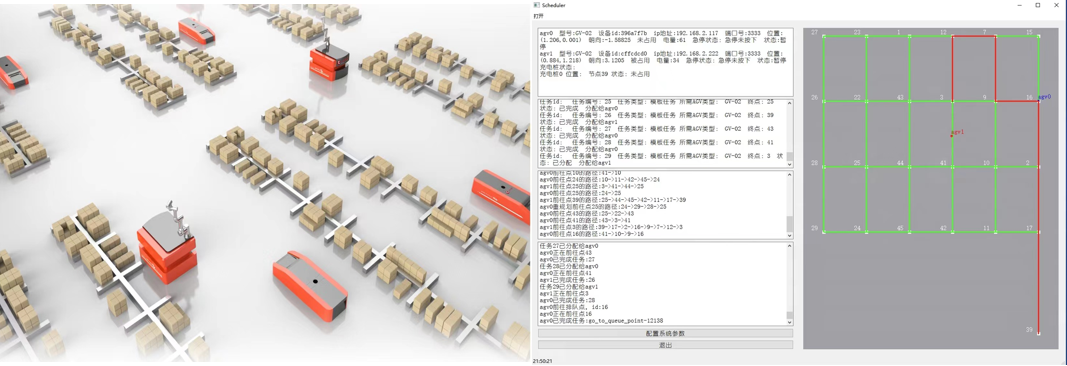 Scheduler
打开
agv0 型号:GV-02 设备id:396a7f7b ip地址:192.168.2.117 端口号:3333 位置:
(1.206,0.001) 朝向:-1.58825 未占用 电量:61 急停状态: 急停未按下 状态:暂
停
agv1 型号:GV-02 设备id:cffcdcd0 ip地址:192.168.2.222 端口号:3333 位置:
(0.884,1.218) 朝向:3.1205 被占用 电量:34 急停状态: 急停未按下 状态:暂停
充电桩状态:
充电桩0 位置: 节点39 状态: 未占用
任务id: 任务编号: 25 任务类型: 模板任务 所需AGV类型: GV-02 终点: 25
状态: 已完成 分配给agv0
任务id: 任务编号: 26 任务类型: 模板任务 所需AGV类型: GV-02 终点: 39
状态: 已完成 分配给agv1
任务id: 任务编号: 27 任务类型: 模板任务 所需AGV类型: GV-02 终点: 43
状态: 已完成 分配给agv0
任务id: 任务编号: 28 任务类型: 模板任务 所需AGV类型: GV-02 终点: 41
状态: 已完成 分配给agv0
任务id: 任务编号: 29 任务类型: 模板任务 所需AGV类型: GV-02 终点: 3 状
态: 已分配 分配给agv1
agv0前往点10的路径:41->10
agv0前往点24的路径:10->11->42->45->24
agv1前往点25的路径:3->41->44->25
agv0前往点25的路径:24->25
agv1前往点39的路径:25->44->45->42->11->17->39
agv0重规划前往点25的路径:24->29->28->25
agv0前往点43的路径:25->22->43
agv0前往点41的路径:43->3->41
agv1前往点3的路径:39->17->2->16->9->7->12->3
agv0前往点16的路径:41->10->9->16
任务27已分配给agv0
agv0正在前往点43
agv0已完成任务:27
任务28已分配给agv0
agv0正在前往点41
agv1已完成任务:26
任务29已分配给agv1
agv1正在前往点3
agv0已完成任务:28
agv0前往排队点, id:16
agv0正在前往点16
agv0已完成任务:go_to_queue_point-12138
配置系统参数
退出
21:50:21
27 23 21 12 7 15
26 22 43 3 9 16
agv0
agv1
28 25 44 41 10 2
29 24 45 42 11 17
39